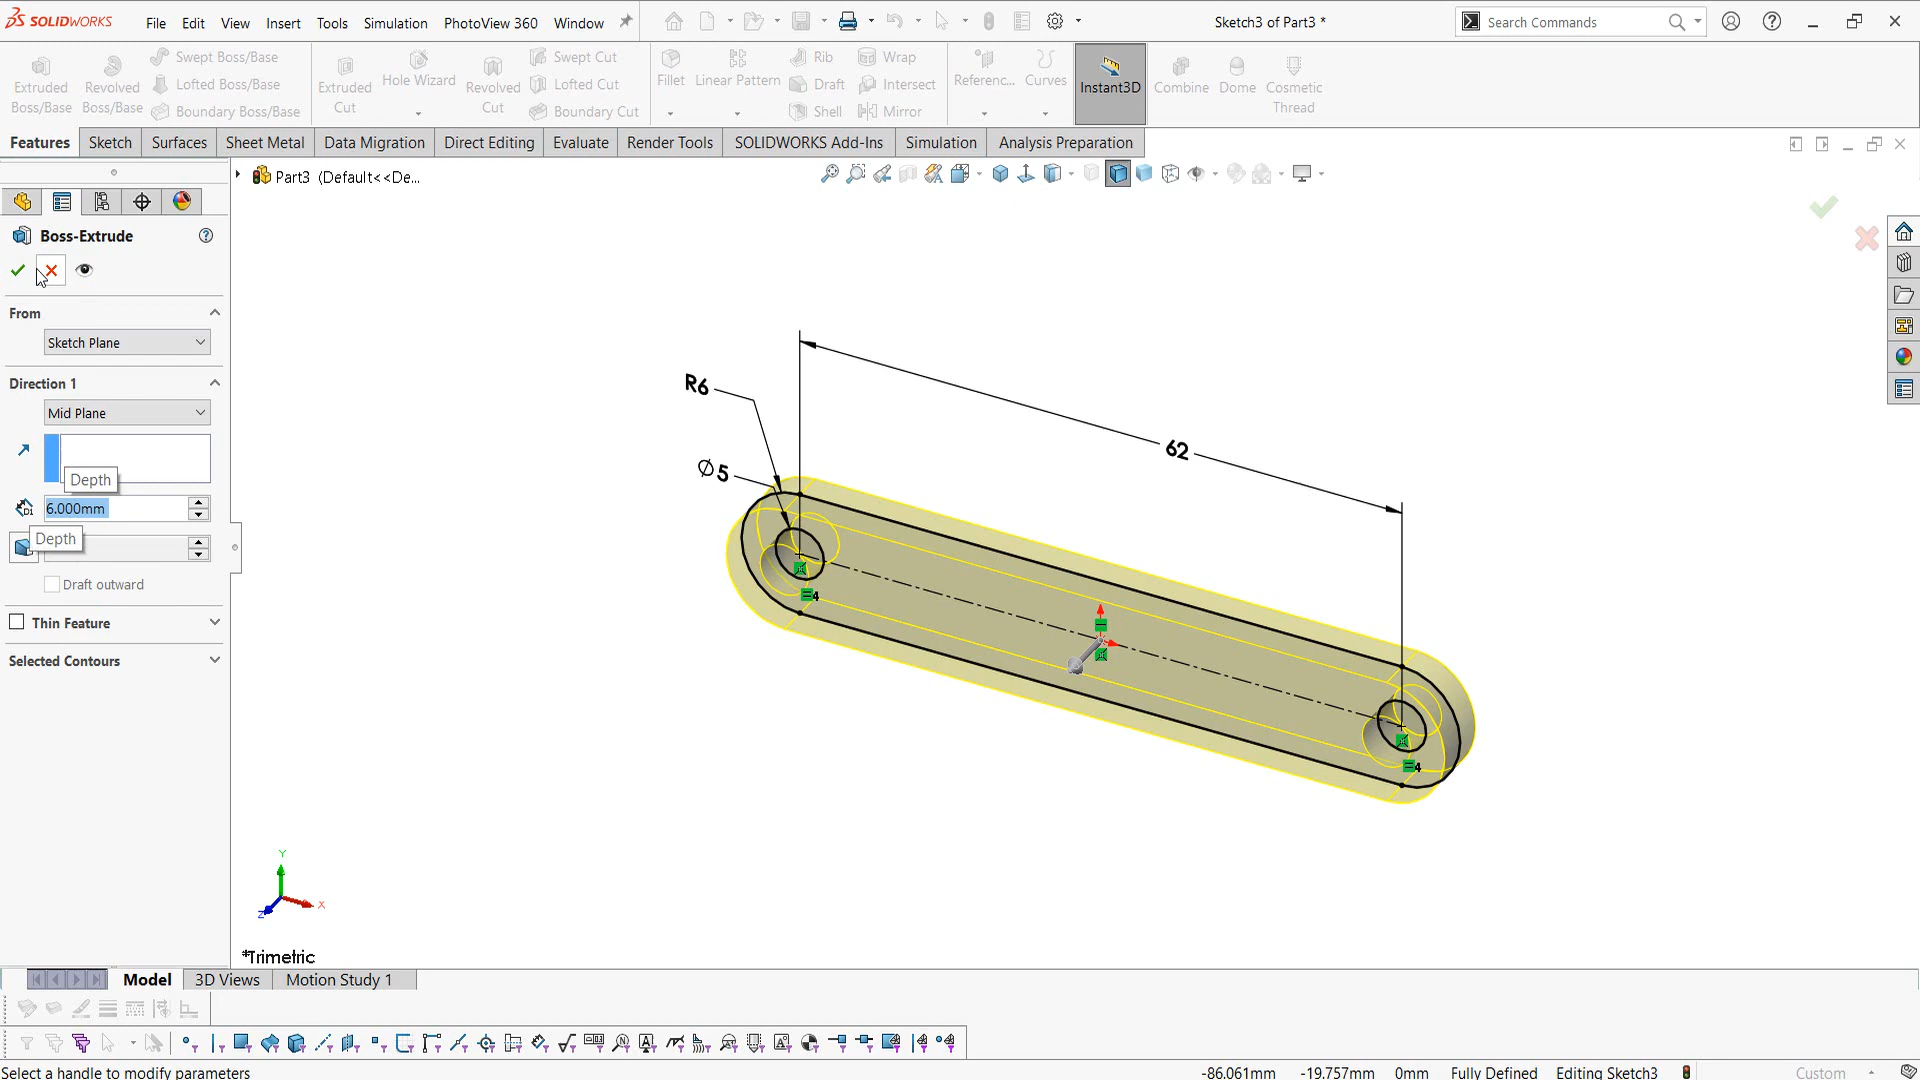 SOLIDWORKS File Edit View Insert Tools Simulation PhotoView 360 Window Sketch3 of Part3 * Search Commands
Extruded Boss/Base
Revolved Boss/Base
Swept Boss/Base
Lofted Boss/Base
Boundary Boss/Base
Extruded Cut
Hole Wizard
Revolved Cut
Swept Cut
Lofted Cut
Boundary Cut
Fillet
Linear Pattern
Rib
Draft
Shell
Wrap
Intersect
Mirror
Referenc...
Curves
Instant3D
Combine
Dome
Cosmetic Thread
Features Sketch Surfaces Sheet Metal Data Migration Direct Editing Evaluate Render Tools SOLIDWORKS Add-Ins Simulation Analysis Preparation
Part3 (Default<<De...
Boss-Extrude
From
Sketch Plane
Direction 1
Mid Plane
Depth
6.000mm
Depth
Draft outward
Thin Feature
Selected Contours
R6
Ø5
62
4
4
Y
X
Z
*Trimetric
Model 3D Views Motion Study 1
Select a handle to modify parameters -86.061mm -19.757mm 0mm Fully Defined Editing Sketch3 Custom